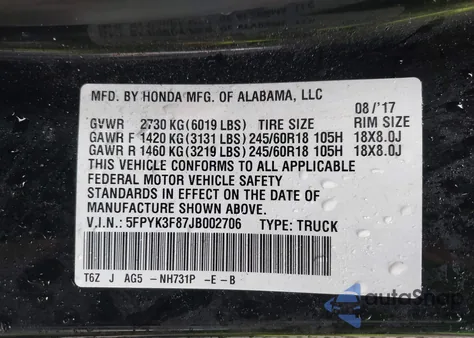 MFD. BY HONDA MFG. OF ALABAMA, LLC
08/'17
GVWR 2730 KG(6019 LBS) TIRE SIZE RIM SIZE
GAWR F 1420 KG(3131 LBS)245/60R18 105H 18X8.0J
GAWR R 1460 KG(3219 LBS)245/60R18 105H 18X8.0J
THIS VEHICLE CONFORMS TO ALL APPLICABLE
FEDERAL MOTOR VEHICLE SAFETY
STANDARDS IN EFFECT ON THE DATE OF
MANUFACTURE SHOWN ABOVE.
V.I.N.: 5FPYK3F87JB002706 TYPE: TRUCK
T6Z J AG5 -NH731P -E -B
AutaShop